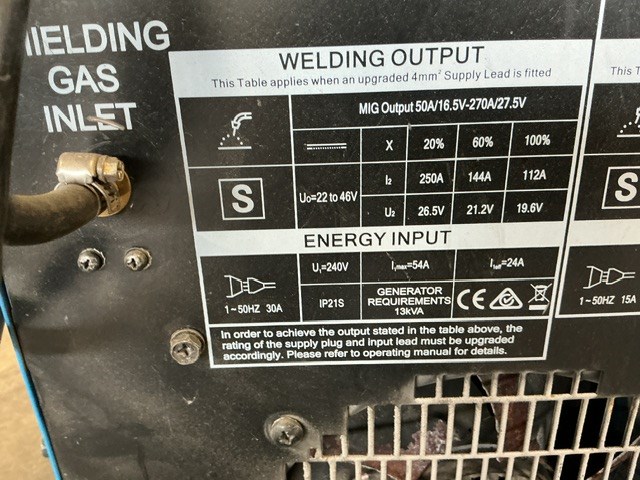 HIELDING
GAS
INLET
WELDING OUTPUT
This Table applies when an upgraded 4mm² Supply Lead is fitted
MIG Output 50A/16.5V-270A/27.5V
X 20% 60% 100%
S
U₀=22 to 46V
I₂ 250A 144A 112A
U₂ 26.5V 21.2V 19.6V
ENERGY INPUT
U₁=240V I₁max=54A I₁eff=24A
1~50HZ 30A
IP21S
GENERATOR
REQUIREMENTS
13kVA
CE
In order to achieve the output stated in the table above, the
rating of the supply plug and input lead must be upgraded
accordingly. Please refer to operating manual for details.
This T
S
1~50HZ 15A